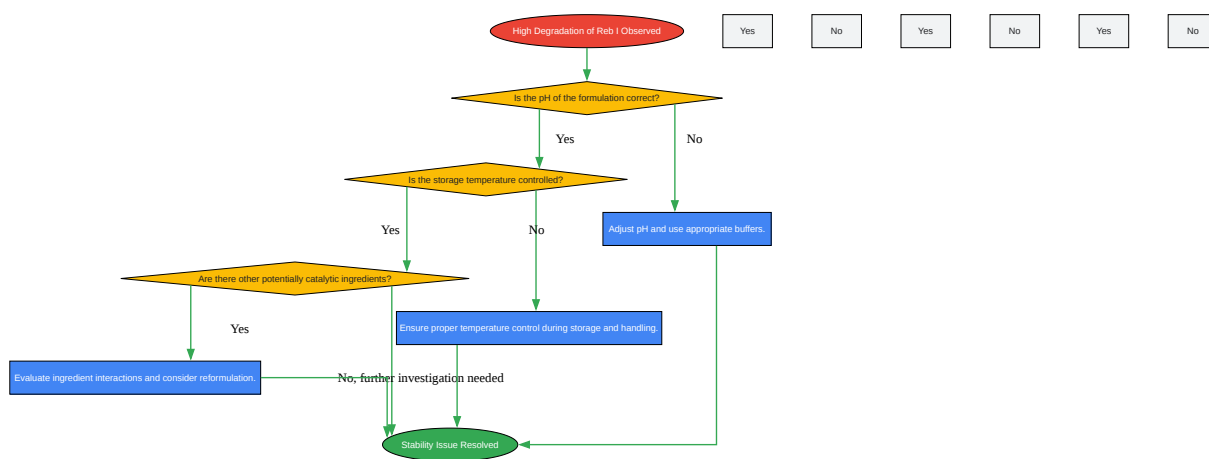 High Degradation of Reb I Observed
Yes
No
Yes
No
Yes
No
Is the pH of the formulation correct?
Yes
No
Is the storage temperature controlled?
Adjust pH and use appropriate buffers.
Yes
No
Are there other potentially catalytic ingredients?
Yes
Ensure proper temperature control during storage and handling.
Evaluate ingredient interactions and consider reformulation.
No, further investigation needed
Stability Issue Resolved